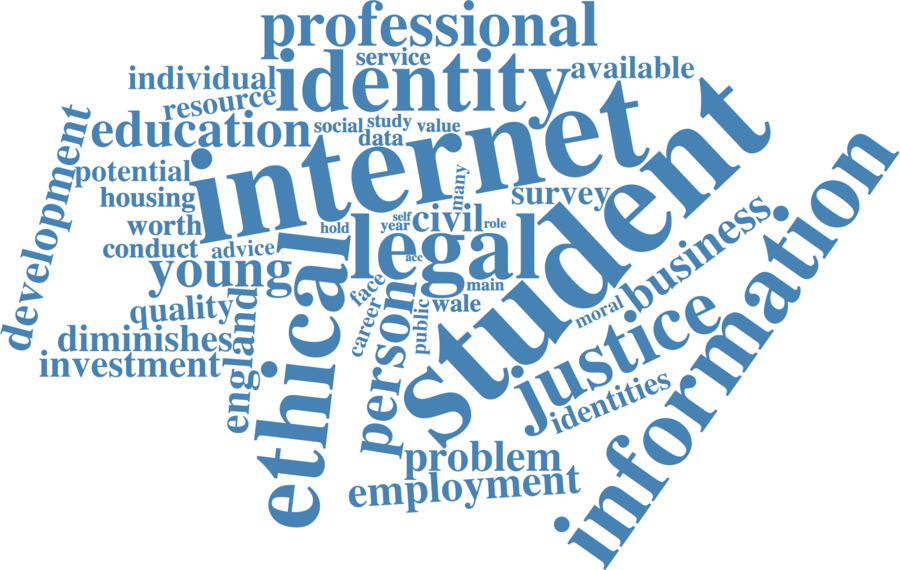 professional
service
identity
available
individual
resource
education
social
study
value
data
internet
student
development
potential
housing
many
survey
information
worth
hold
self
year
civil
role
conduct
advice
legal
acc
young
business
face
main
quality
england
ethical
career
person
public
wale
moral
justice
diminishes
investment
identities
problem
employment